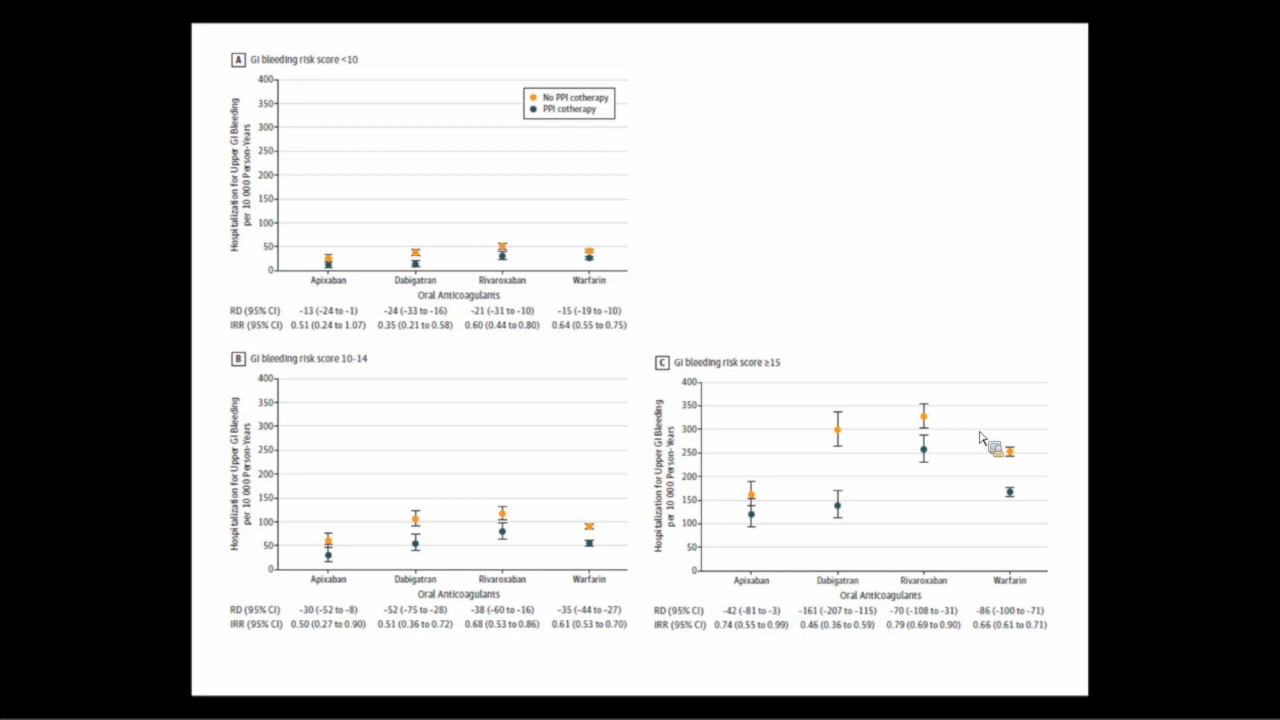 A GI bleeding risk score <10
400
350
300
250
200
150
100
50
0
Hospitalization for Upper GI Bleeding
per 10 000 Person-Years
No PPI cotherapy
PPI cotherapy
Apixaban Dabigatran Rivaroxaban Warfarin
Oral Anticoagulants
RD (95% CI) –13 (–24 to –1) –24 (–33 to –16) –21 (–31 to –10) –15 (–19 to –10)
IRR (95% CI) 0.51 (0.24 to 1.07) 0.35 (0.21 to 0.58) 0.60 (0.44 to 0.80) 0.64 (0.55 to 0.75)
B GI bleeding risk score 10-14
400
350
300
250
200
150
100
50
0
Hospitalization for Upper GI Bleeding
per 10 000 Person-Years
Apixaban Dabigatran Rivaroxaban Warfarin
Oral Anticoagulants
RD (95% CI) –30 (–52 to –8) –52 (–75 to –28) –38 (–60 to –16) –35 (–44 to –27)
IRR (95% CI) 0.50 (0.27 to 0.90) 0.51 (0.36 to 0.72) 0.68 (0.53 to 0.86) 0.61 (0.53 to 0.70)
C GI bleeding risk score ≥15
400
350
300
250
200
150
100
50
0
Hospitalization for Upper GI Bleeding
per 10 000 Person-Years
Apixaban Dabigatran Rivaroxaban Warfarin
Oral Anticoagulants
RD (95% CI) –42 (–81 to –3) –161 (–207 to –115) –70 (–108 to –31) –86 (–100 to –71)
IRR (95% CI) 0.74 (0.55 to 0.99) 0.46 (0.36 to 0.59) 0.79 (0.69 to 0.90) 0.66 (0.61 to 0.71)